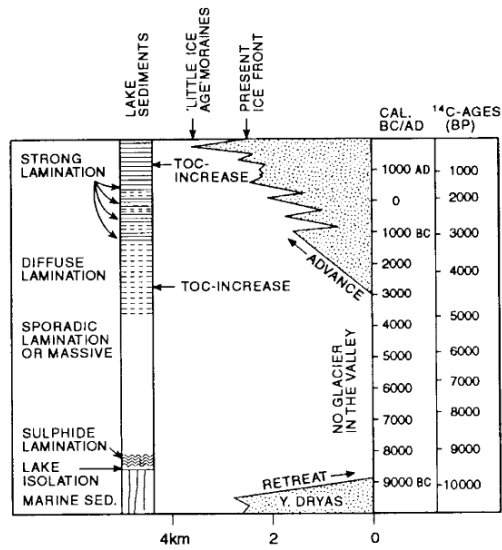 LAKE
SEDIMENTS
'LITTLE ICE
AGE'MORAINES
PRESENT
ICE FRONT
CAL.
BC/AD
¹⁴C-AGES
(BP)
STRONG
LAMINATION
TOC-
INCREASE
DIFFUSE
LAMINATION
TOC-INCREASE
SPORADIC
LAMINATION
OR MASSIVE
SULPHIDE
LAMINATION
LAKE
ISOLATION
MARINE SED.
ADVANCE
NO GLACIER
IN THE VALLEY
RETREAT
Y. DRYAS
1000 AD
0
1000 BC
2000
3000
4000
5000
6000
7000
8000
9000 BC
1000
2000
3000
4000
5000
6000
7000
8000
9000
10000
4km
2
0